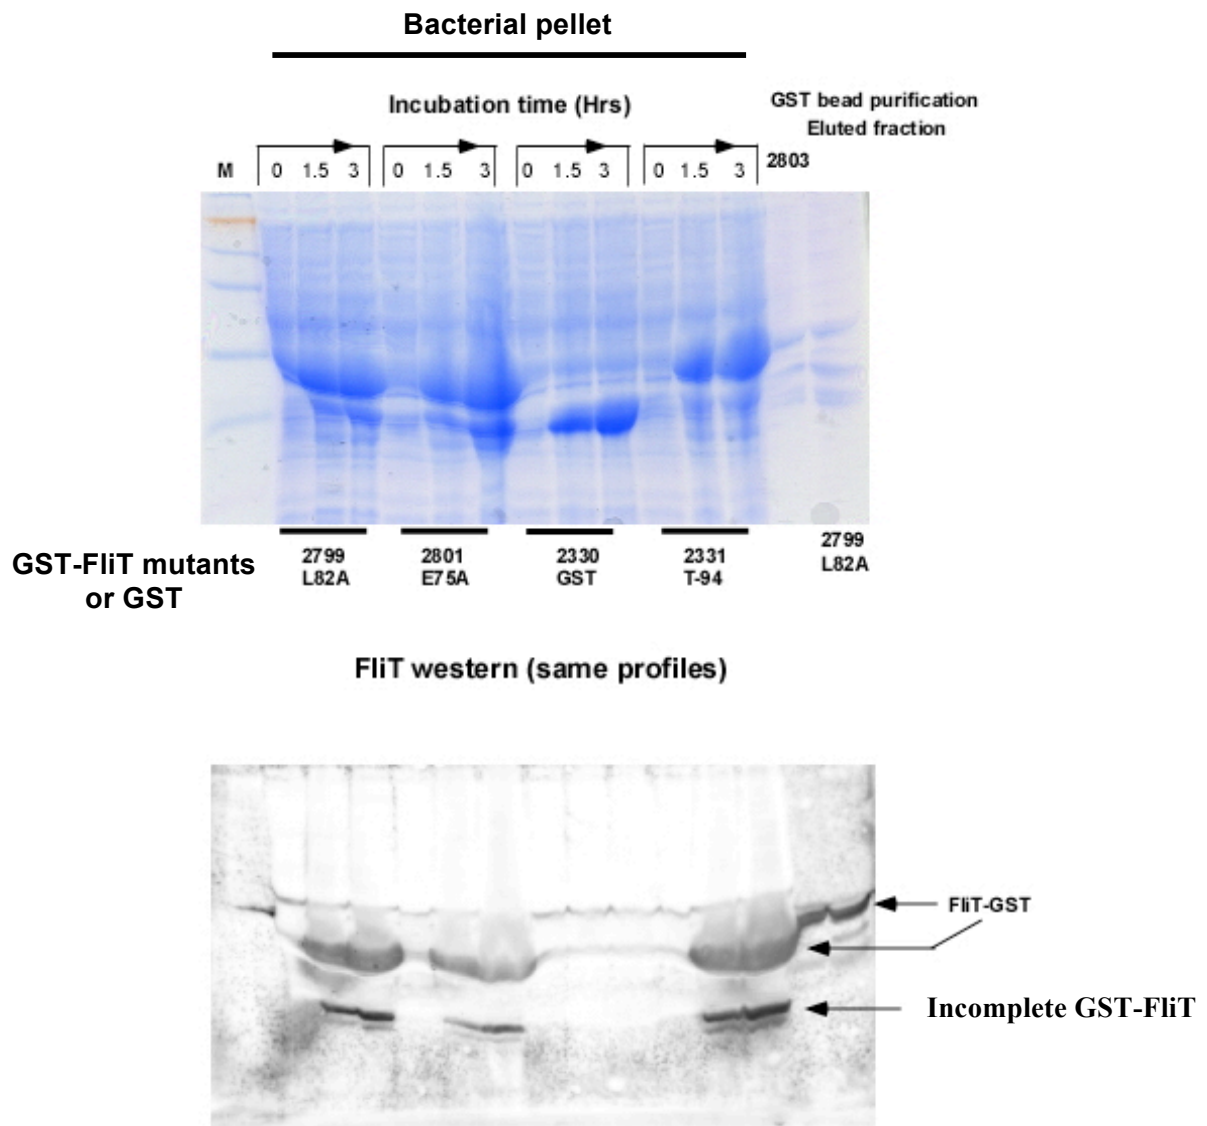 Bacterial pellet
Incubation time (Hrs)
GST bead purification
Eluted fraction
M 0 1.5 3 0 1.5 3 0 1.5 3 0 1.5 3 2803
GST-FliT mutants
or GST
2799
L82A
2801
E75A
2330
GST
2331
T-94
2799
L82A
FliT western (same profiles)
FliT-GST
Incomplete GST-FliT